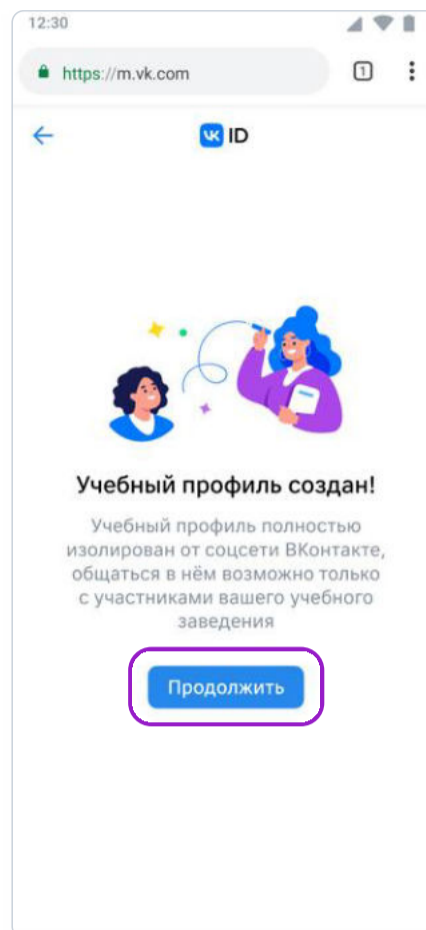 12:30
https://m.vk.com
1
VK ID
Учебный профиль создан!
Учебный профиль полностью
изолирован от соцсети ВКонтакте,
общаться в нём возможно только
с участниками вашего учебного
заведения
Продолжить